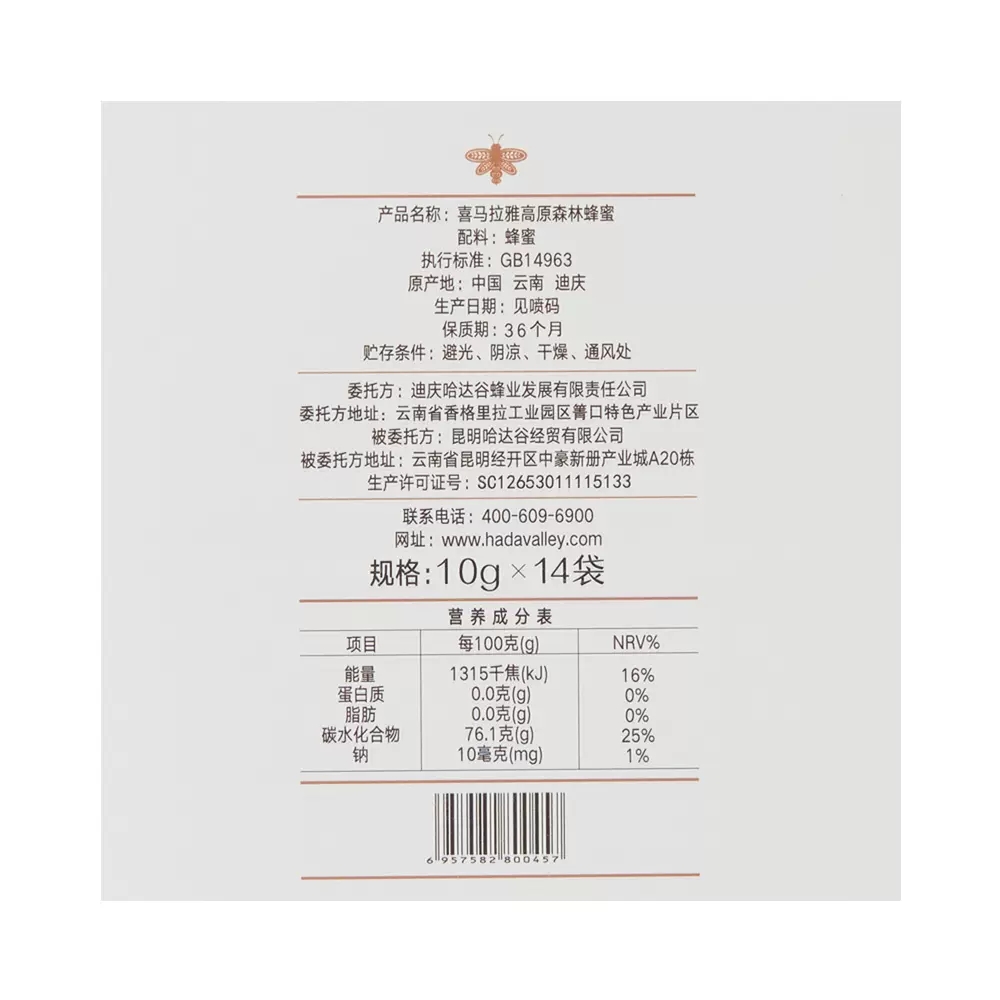 产品名称：喜马拉雅高原森林蜂蜜
配料：蜂蜜
执行标准：GB14963
原产地：中国 云南 迪庆
生产日期：见喷码
保质期：36个月
贮存条件：避光、阴凉、干燥、通风处
委托方：迪庆哈达谷蜂业发展有限责任公司
委托方地址：云南省香格里拉工业园区箐口特色产业片区
被委托方：昆明哈达谷经贸有限公司
被委托方地址：云南省昆明经开区中豪新册产业城A20栋
生产许可证号：SC12653011115133
联系电话：400-609-6900
网址：www.hadavalley.com
规格:10g×14袋
营养成分表
项目 每100克(g) NRV%
能量 1315千焦(kJ) 16%
蛋白质 0.0克(g) 0%
脂肪 0.0克(g) 0%
碳水化合物 76.1克(g) 25%
钠 10毫克(mg) 1%
6 957582 800457